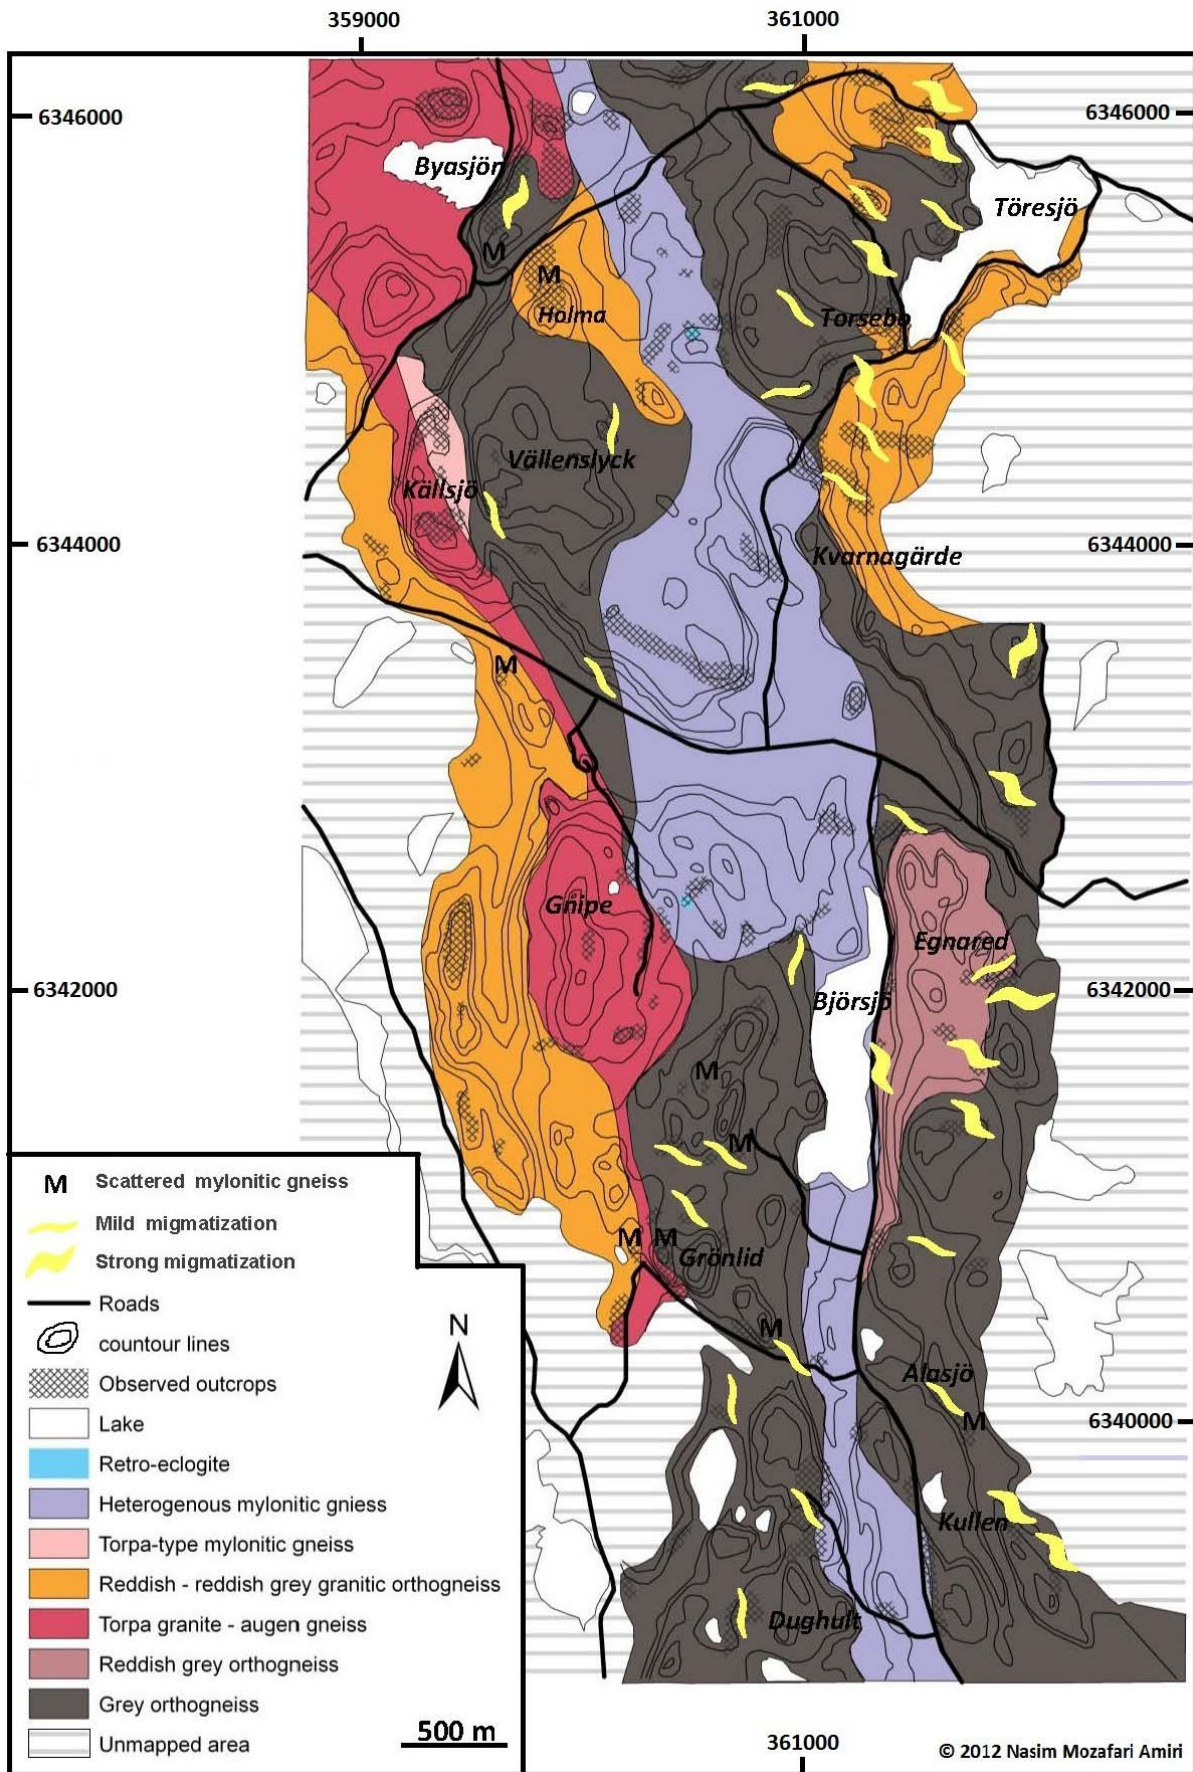 359000
361000
6346000
6346000
Byasjön
Töresjö
M
M
Holma
Torsebo
Vällenslyck
Källsjö
6344000
6344000
Kvarnagärde
M
Gnipe
Egnared
6342000
6342000
Björsjö
M
M
M Scattered mylonitic gneiss
Mild migmatization
Strong migmatization
M M
Grönlid
Roads
N
M
countour lines
Observed outcrops
Alasjö
Lake
M
6340000
Retro-eclogite
Heterogenous mylonitic gniess
Kullen
Torpa-type mylonitic gneiss
Reddish - reddish grey granitic orthogneiss
Torpa granite - augen gneiss
Dughult
Reddish grey orthogneiss
Grey orthogneiss
500 m
Unmapped area
361000
© 2012 Nasim Mozafari Amiri